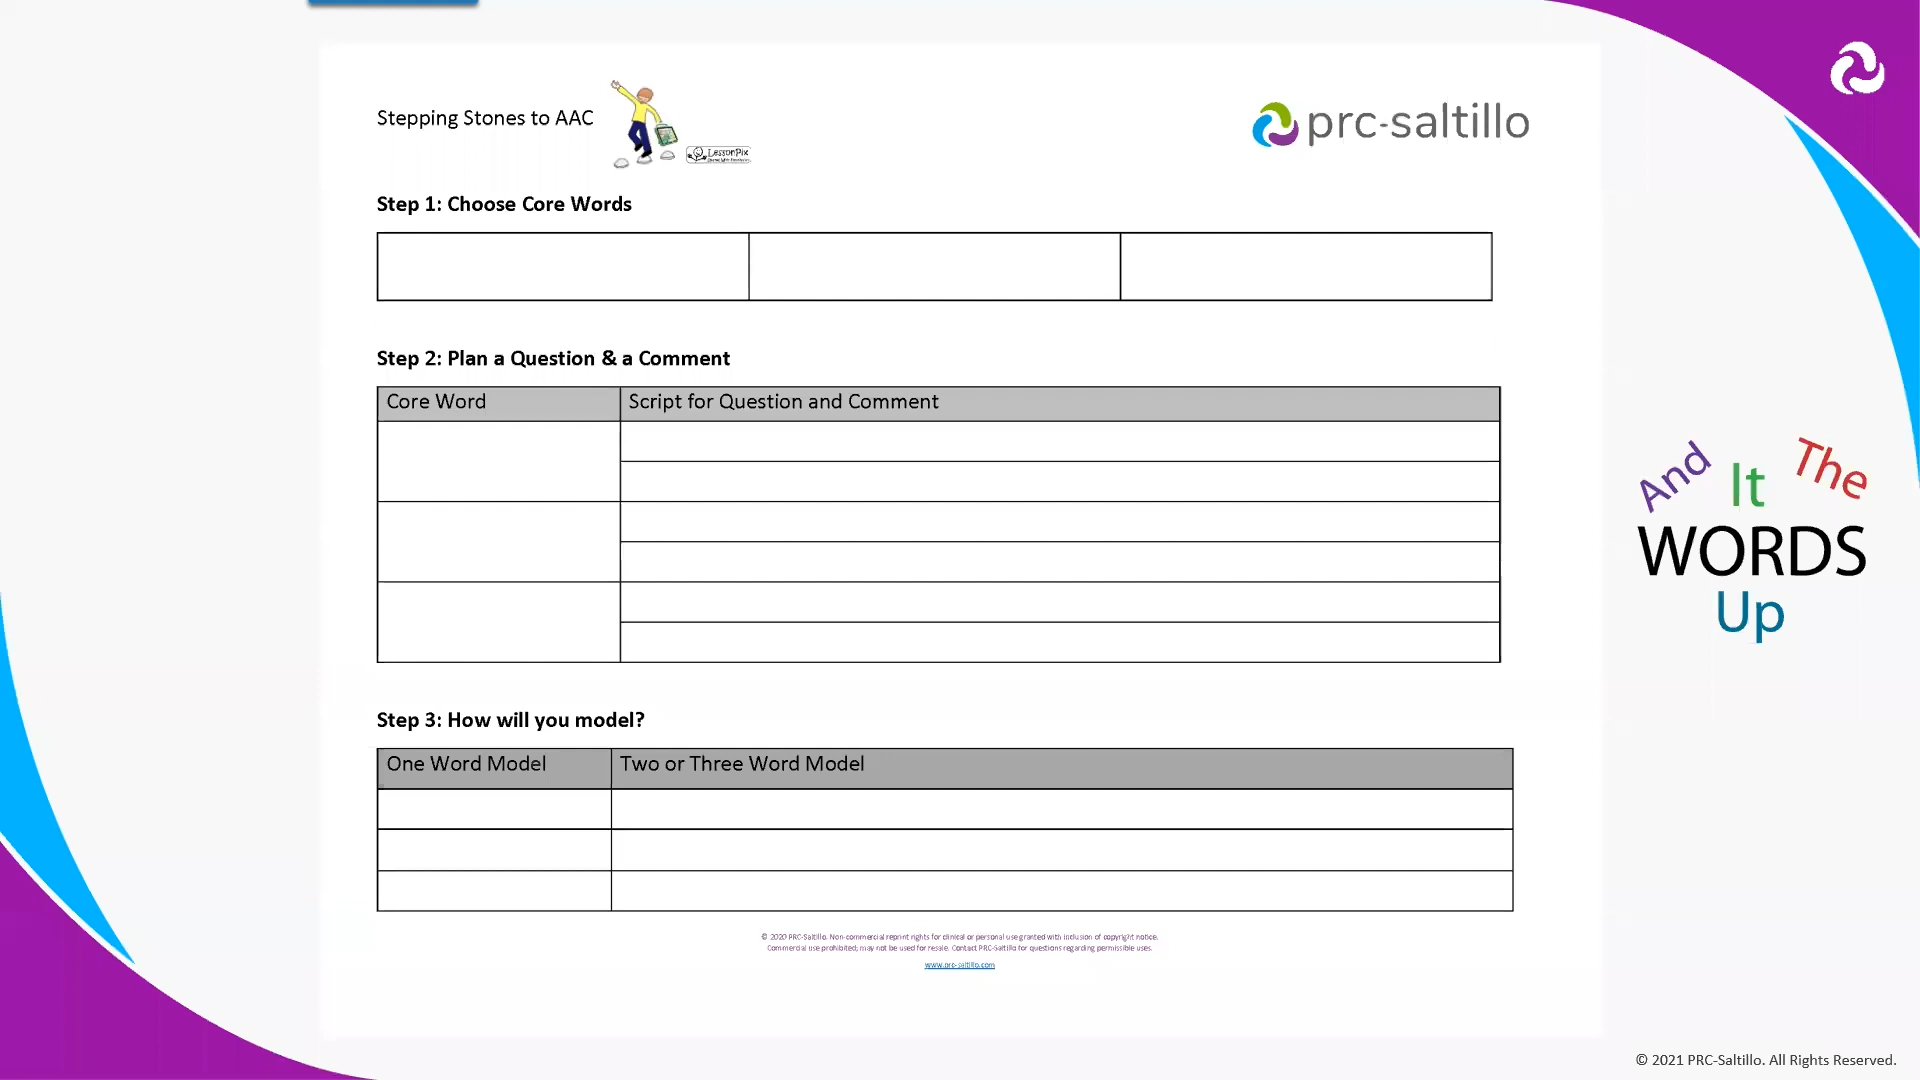 Stepping Stones to AAC
LessonPix
prc-saltillo
Step 1: Choose Core Words
Step 2: Plan a Question & a Comment
Core Word Script for Question and Comment
Step 3: How will you model?
One Word Model Two or Three Word Model
© 2020 PRC-Saltillo. Non-commercial reprint rights for clinical or personal use granted with inclusion of copyright notice.
Commercial use prohibited; may not be used for resale. Contact PRC-Saltillo for questions regarding permissible uses.
www.prc-saltillo.com
And It The
WORDS
Up
© 2021 PRC-Saltillo. All Rights Reserved.